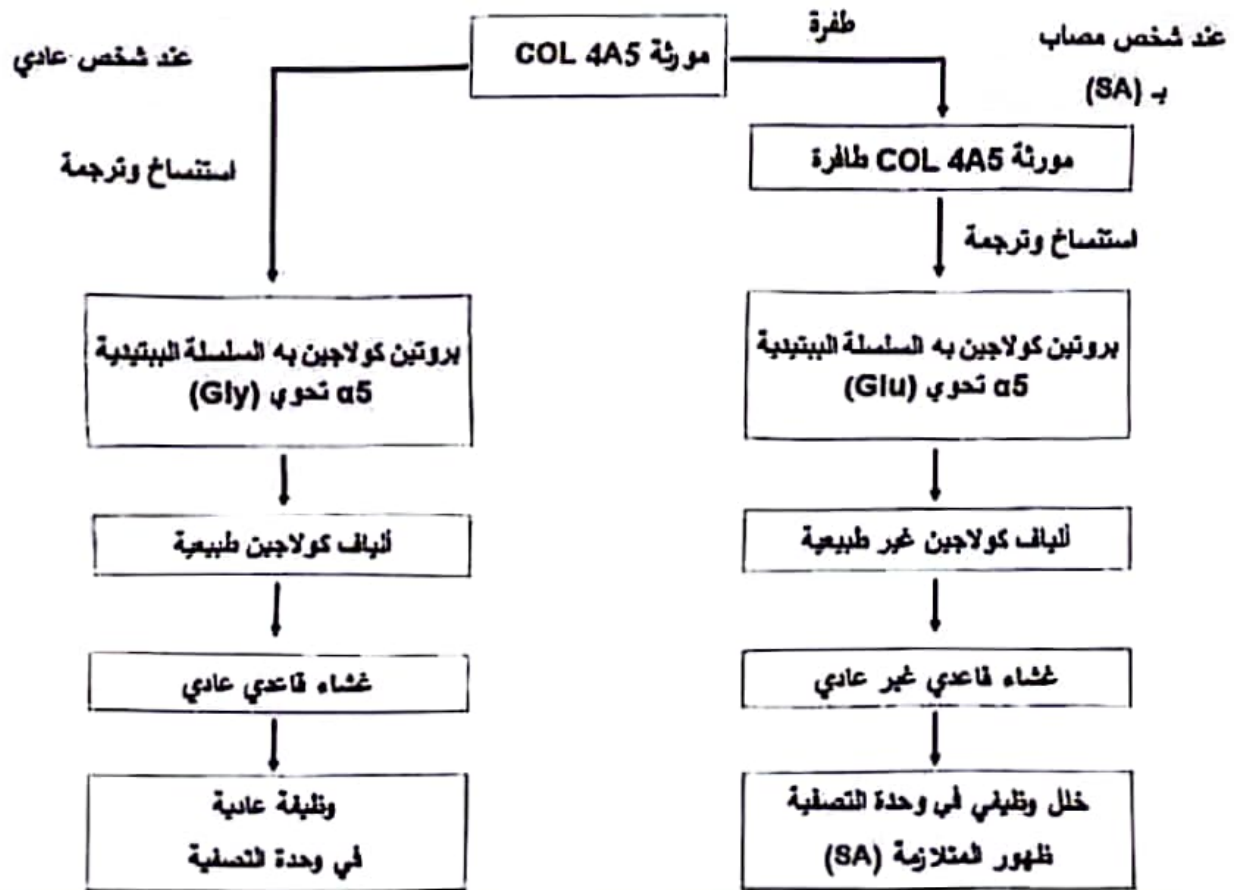 عند شخص مصاب
بـ (SA)
طفرة
مورثة COL 4A5
عند شخص عادي
مورثة COL 4A5 طافرة
استنساخ وترجمة
استنساخ وترجمة
بروتين كولاجين به السلسلة الببتيدية
α5 تحوي (Glu)
بروتين كولاجين به السلسلة الببتيدية
α5 تحوي (Gly)
ألياف كولاجين غير طبيعية
ألياف كولاجين طبيعية
غشاء قاعدي غير عادي
غشاء قاعدي عادي
خلل وظيفي في وحدة التصفية
ظهور المتلازمة (SA)
وظيفة عادية
في وحدة التصفية